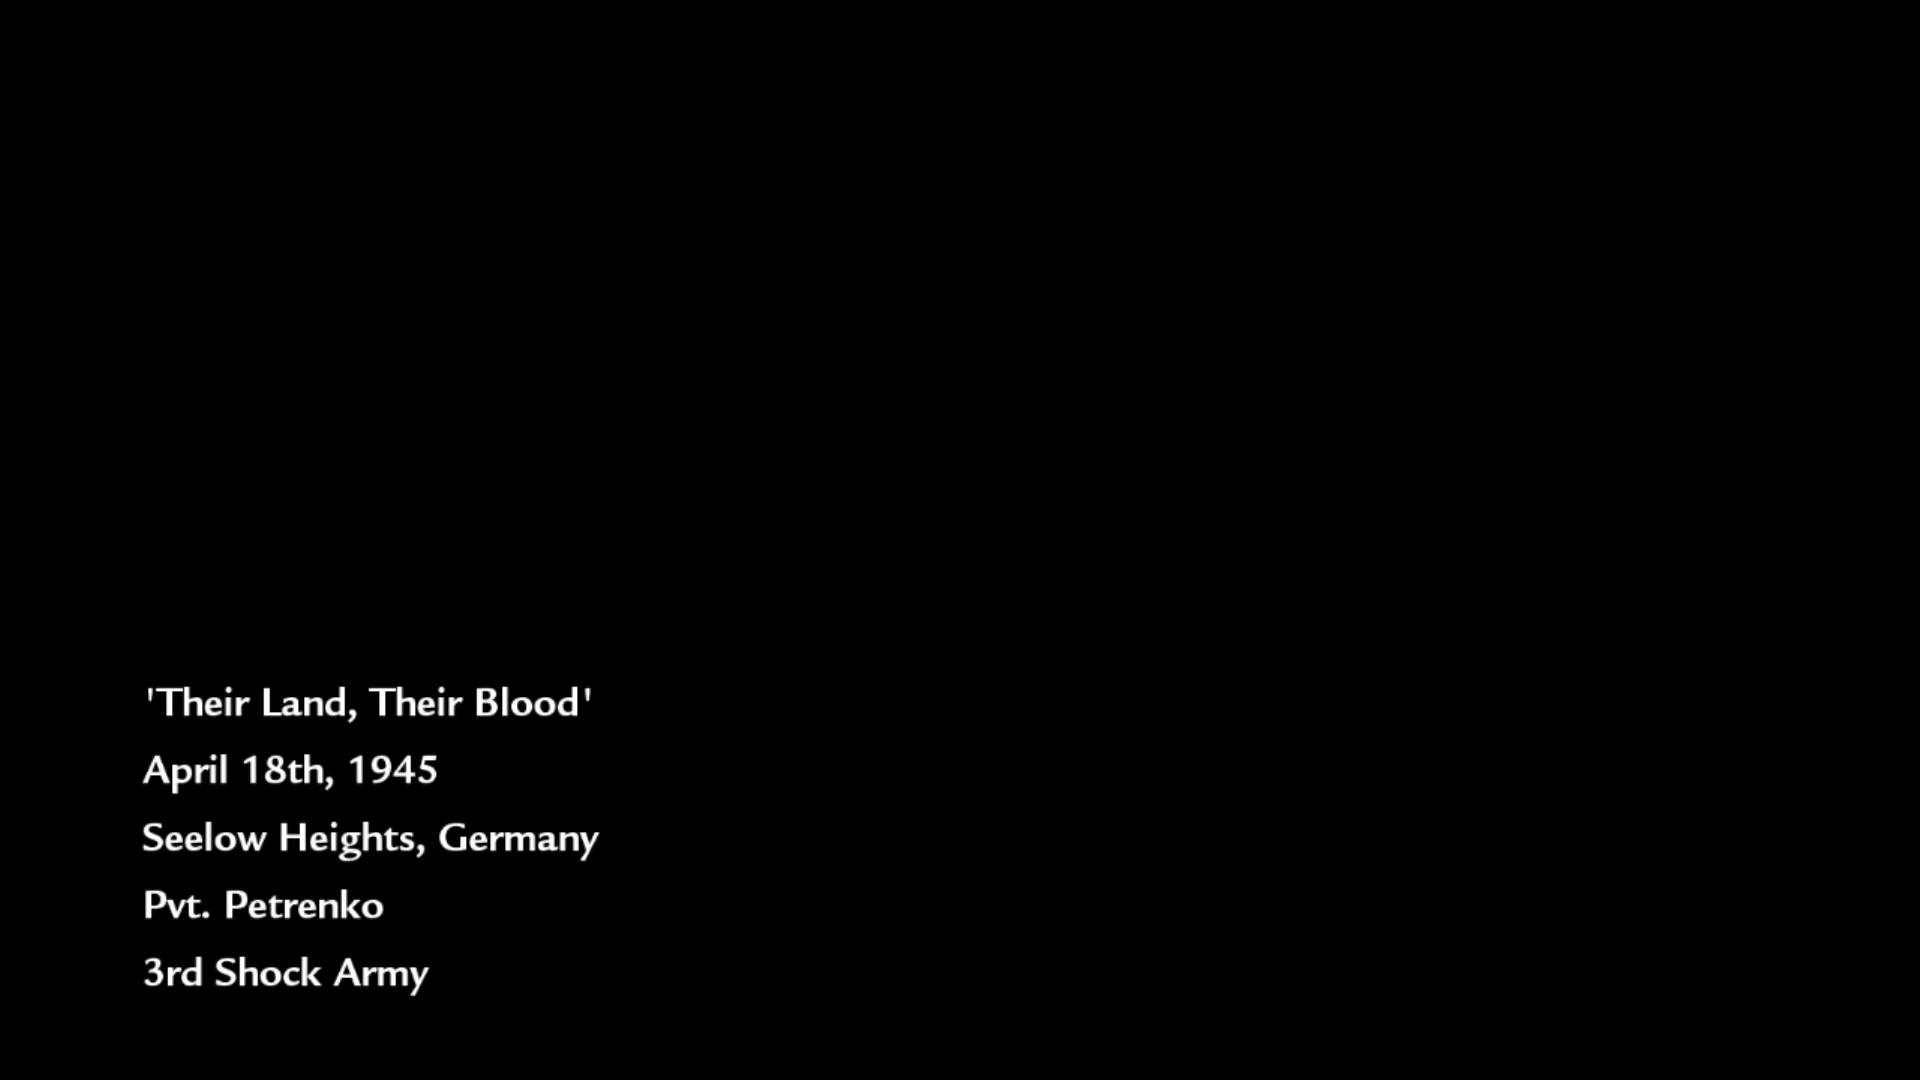 'Their Land, Their Blood'
April 18th, 1945
Seelow Heights, Germany
Pvt. Petrenko
3rd Shock Army